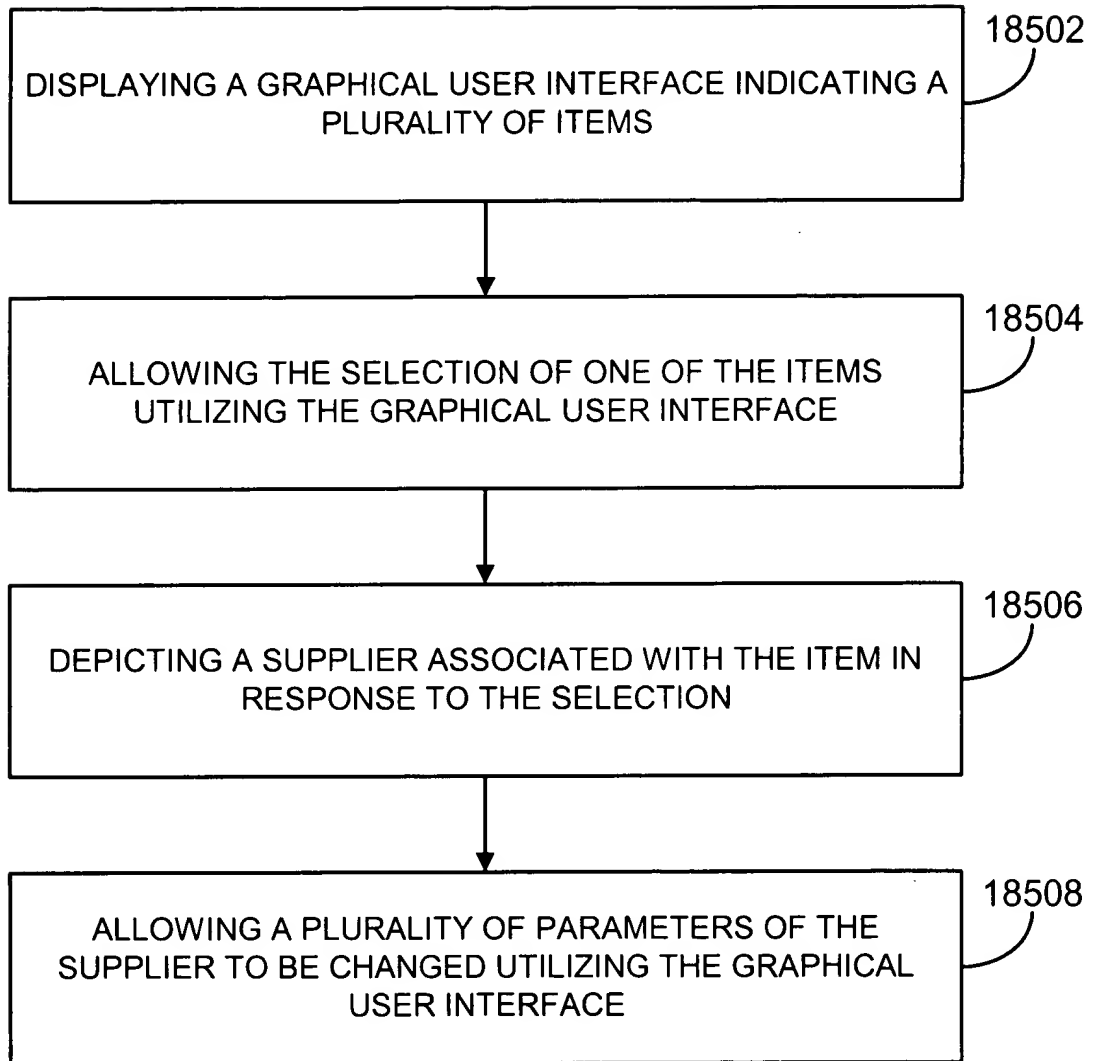 18502
DISPLAYING A GRAPHICAL USER INTERFACE INDICATING A
PLURALITY OF ITEMS
18504
ALLOWING THE SELECTION OF ONE OF THE ITEMS
UTILIZING THE GRAPHICAL USER INTERFACE
18506
DEPICTING A SUPPLIER ASSOCIATED WITH THE ITEM IN
RESPONSE TO THE SELECTION
18508
ALLOWING A PLURALITY OF PARAMETERS OF THE
SUPPLIER TO BE CHANGED UTILIZING THE GRAPHICAL
USER INTERFACE